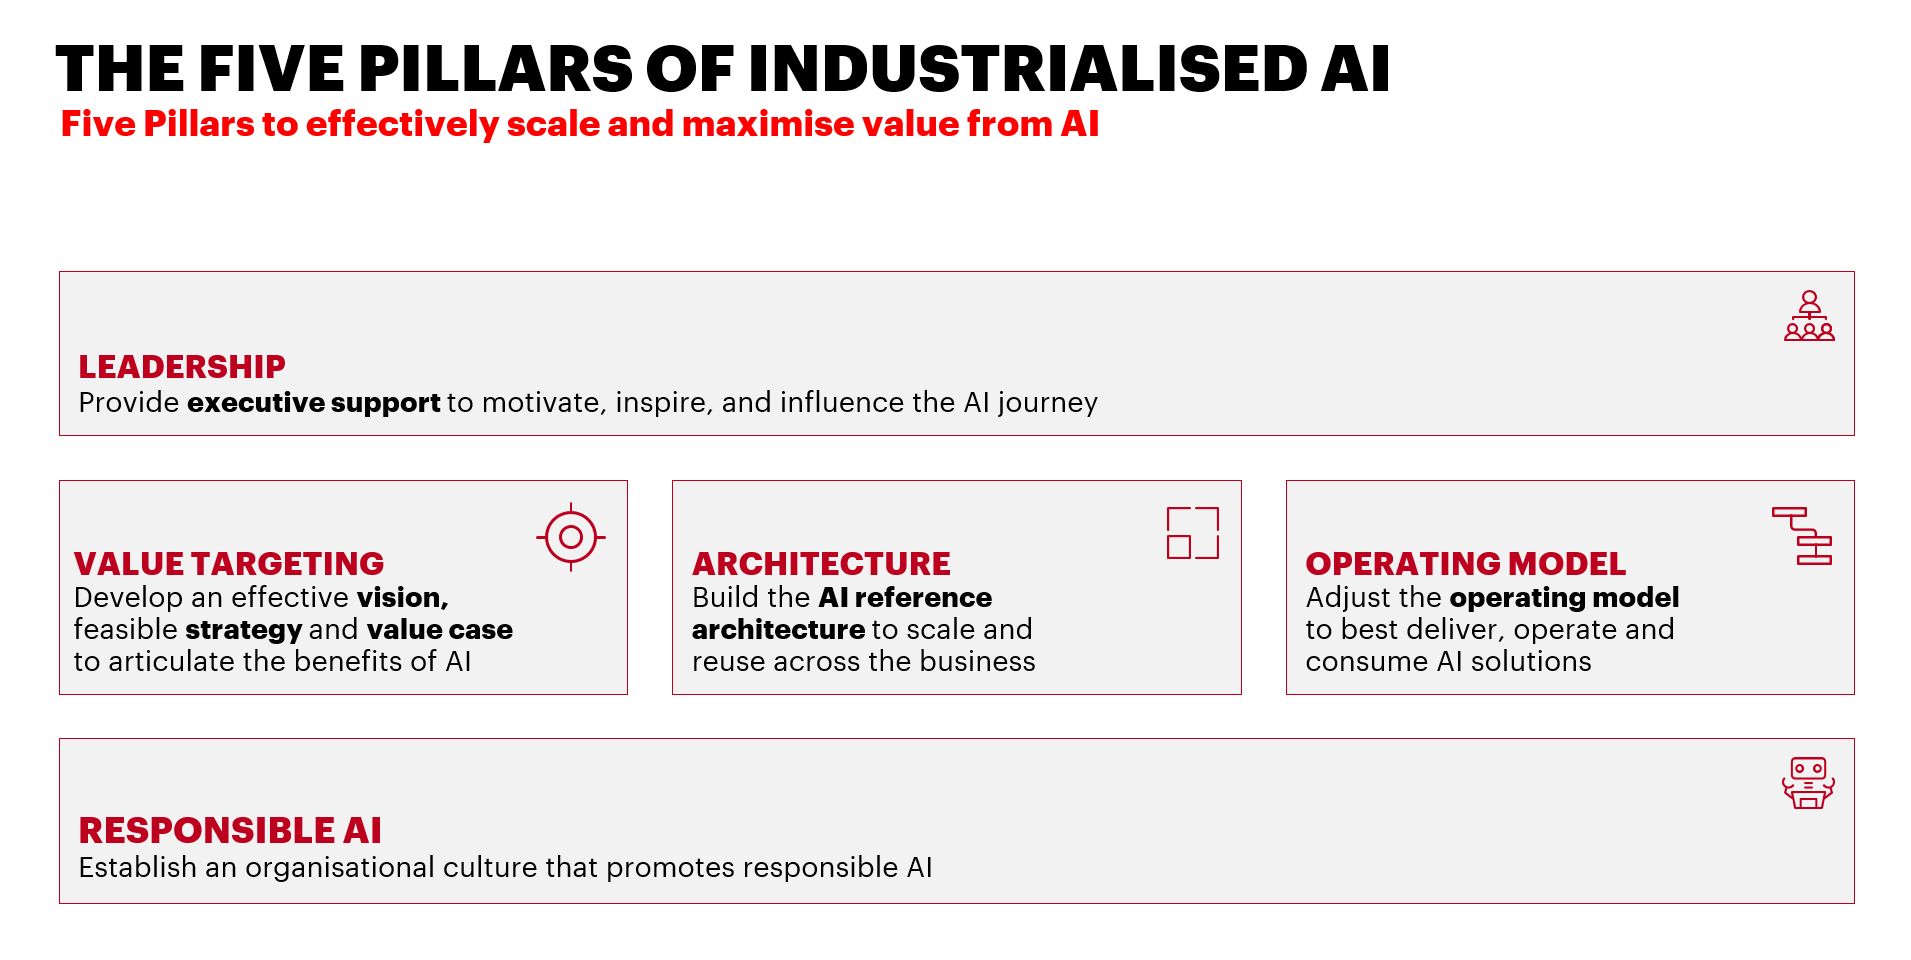 THE FIVE PILLARS OF INDUSTRIALISED AI
Five Pillars to effectively scale and maximise value from AI
LEADERSHIP
Provide executive support to motivate, inspire, and influence the AI journey
VALUE TARGETING
Develop an effective vision,
feasible strategy and value case
to articulate the benefits of AI
ARCHITECTURE
Build the AI reference
architecture to scale and
reuse across the business
OPERATING MODEL
Adjust the operating model
to best deliver, operate and
consume AI solutions
RESPONSIBLE AI
Establish an organisational culture that promotes responsible AI